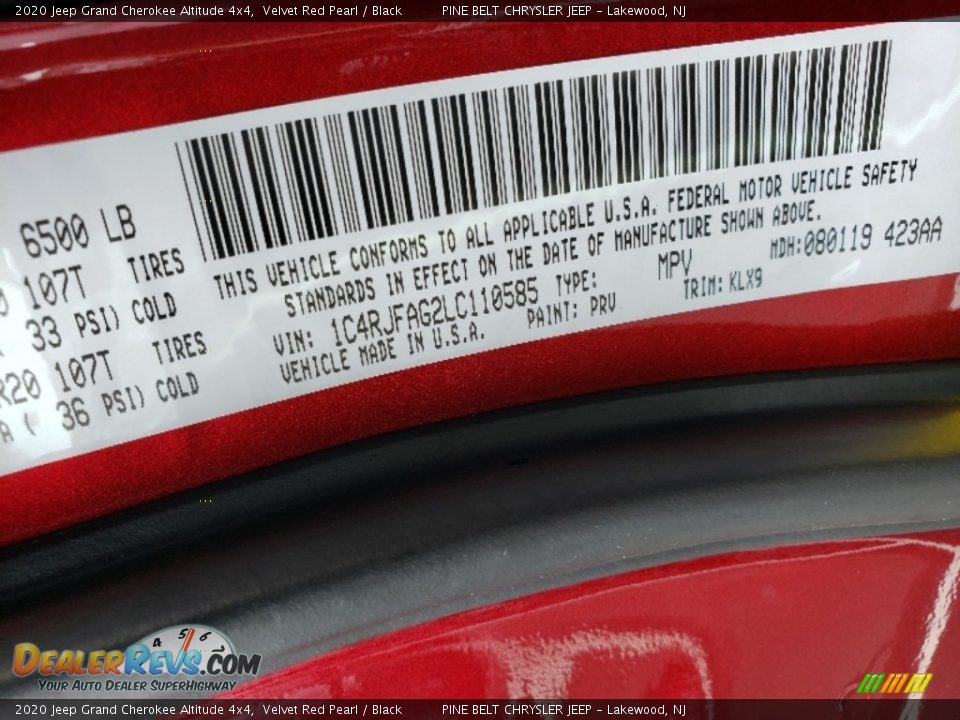 2020 Jeep Grand Cherokee Altitude 4x4, Velvet Red Pearl / Black PINE BELT CHRYSLER JEEP - Lakewood, NJ
6500 LB
107T TIRES
33 PSI) COLD
R20 107T TIRES
A ( 36 PSI) COLD
THIS VEHICLE CONFORMS TO ALL APPLICABLE U.S.A. FEDERAL MOTOR VEHICLE SAFETY
STANDARDS IN EFFECT ON THE DATE OF MANUFACTURE SHOWN ABOVE.
VIN: 1C4RJFAG2LC110585 TYPE: MPV MDH:080119 423AA
VEHICLE MADE IN U.S.A. PAINT: PRV TRIM: KLX9
4 5 6
DEALERREVS.COM
YOUR AUTO DEALER SUPERHIGHWAY
2020 Jeep Grand Cherokee Altitude 4x4, Velvet Red Pearl / Black PINE BELT CHRYSLER JEEP - Lakewood, NJ